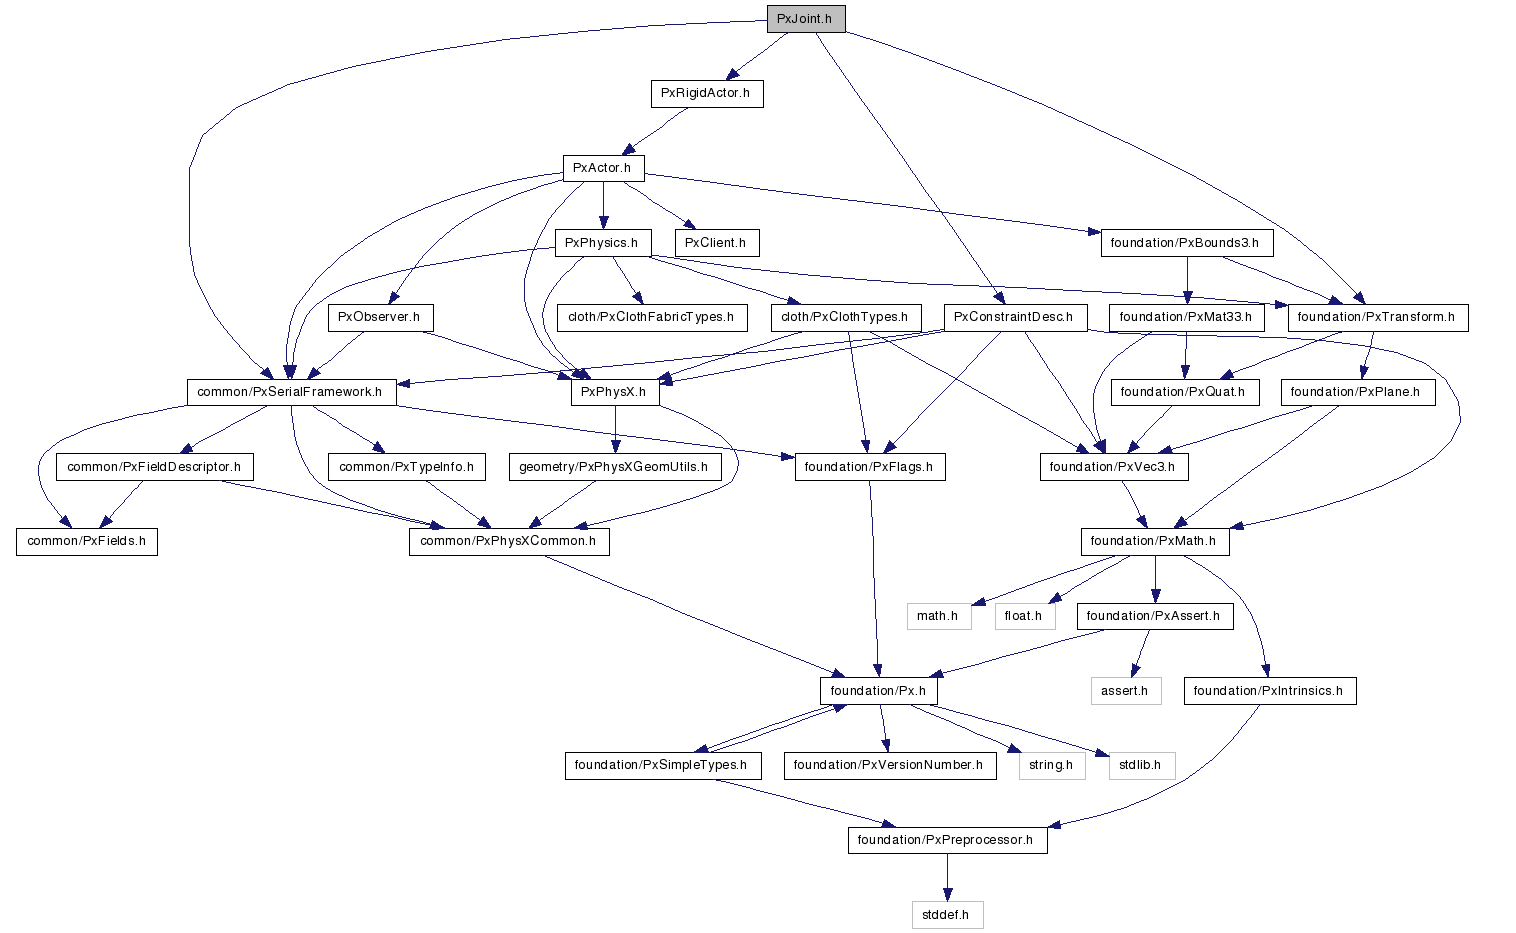 PxJoint.h
PxRigidActor.h
PxActor.h
PxPhysics.h
PxClient.h
foundation/PxBounds3.h
PxObserver.h
cloth/PxClothFabricTypes.h
cloth/PxClothTypes.h
PxConstraintDesc.h
foundation/PxMat33.h
foundation/PxTransform.h
common/PxSerialFramework.h
PxPhysX.h
foundation/PxQuat.h
foundation/PxPlane.h
common/PxFieldDescriptor.h
common/PxTypeInfo.h
geometry/PxPhysXGeomUtils.h
foundation/PxFlags.h
foundation/PxVec3.h
common/PxFields.h
common/PxPhysXCommon.h
foundation/PxMath.h
math.h
float.h
foundation/PxAssert.h
foundation/Px.h
assert.h
foundation/PxIntrinsics.h
foundation/PxSimpleTypes.h
foundation/PxVersionNumber.h
string.h
stdlib.h
foundation/PxPreprocessor.h
stddef.h